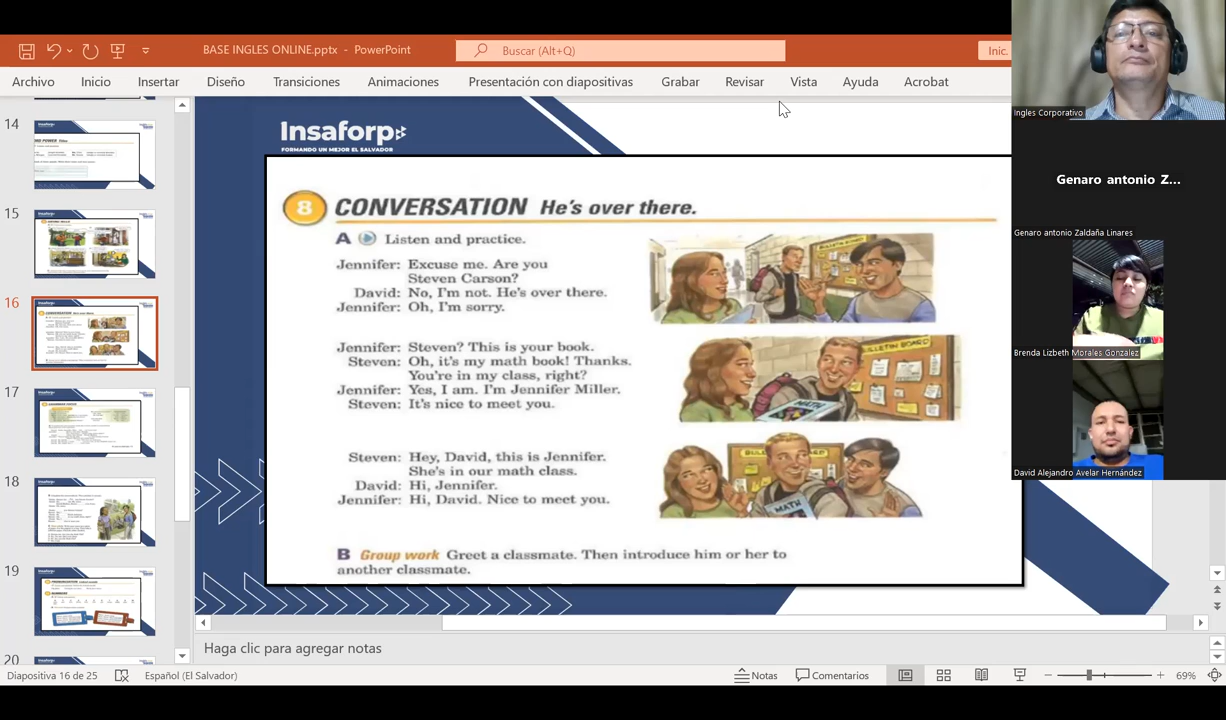 BASE INGLES ONLINE.pptx - PowerPoint
Buscar (Alt+Q)
Inic.
Archivo
Inicio
Insertar
Diseño
Transiciones
Animaciones
Presentación con diapositivas
Grabar
Revisar
Vista
Ayuda
Acrobat
14
15
16
17
18
19
20
Insaforp
FORMANDO UN MEJOR EL SALVADOR
8 CONVERSATION He's over there.
A Listen and practice.
Jennifer: Excuse me. Are you
Steven Carson?
David: No, I'm not. He's over there.
Jennifer: Oh, I'm sorry.
Jennifer: Steven? This is your book.
Steven: Oh, it's my math book! Thanks.
You're in my class, right?
Jennifer: Yes, I am. I'm Jennifer Miller.
Steven: It's nice to meet you.
BULLETIN BOARD
MATH
Steven: Hey, David, this is Jennifer.
She's in our math class.
David: Hi, Jennifer.
Jennifer: Hi, David. Nice to meet you.
MATH
B Group work Greet a classmate. Then introduce him or her to
another classmate.
Ingles Corporativo
Genaro antonio Z...
Genaro antonio Zaldaña Linares
Brenda Lizbeth Morales Gonzalez
David Alejandro Avelar Hernández
Haga clic para agregar notas
Diapositiva 16 de 25
Español (El Salvador)
Notas
Comentarios
69%